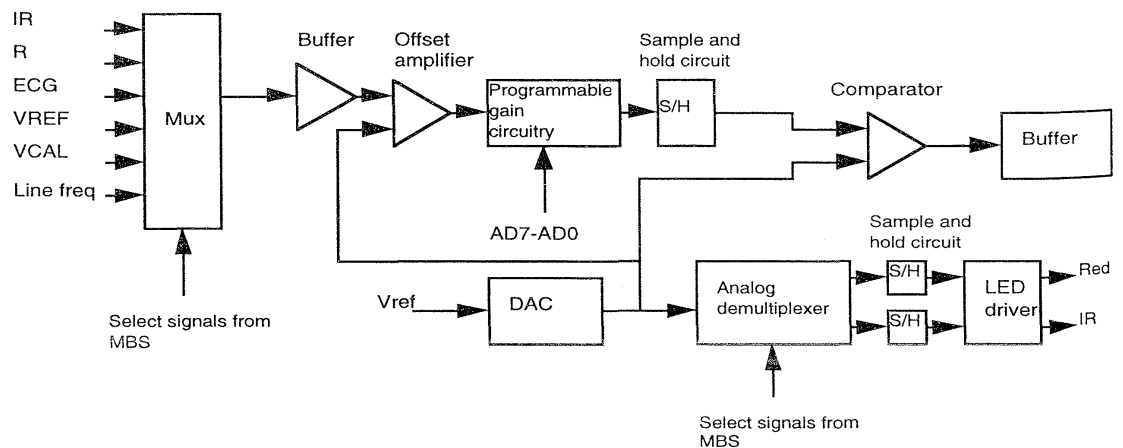 IR
R
ECG
VREF
VCAL
Line freq
Mux
Select signals from
MBS
Buffer
Offset
amplifier
Programmable
gain
circuitry
AD7-AD0
Sample and
hold circuit
S/H
Comparator
Buffer
Vref
DAC
Analog
demultiplexer
Select signals from
MBS
Sample and
hold circuit
S/H
S/H
LED
driver
Red
IR